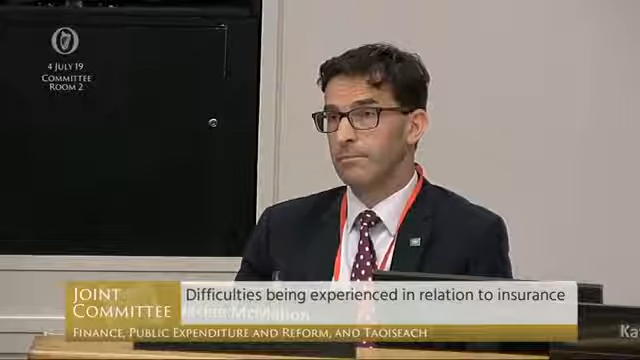 4 July 19
Committee
Room 2
Joint
Committee
Difficulties being experienced in relation to insurance
Finance, Public Expenditure and Reform, and Taoiseach
Ka